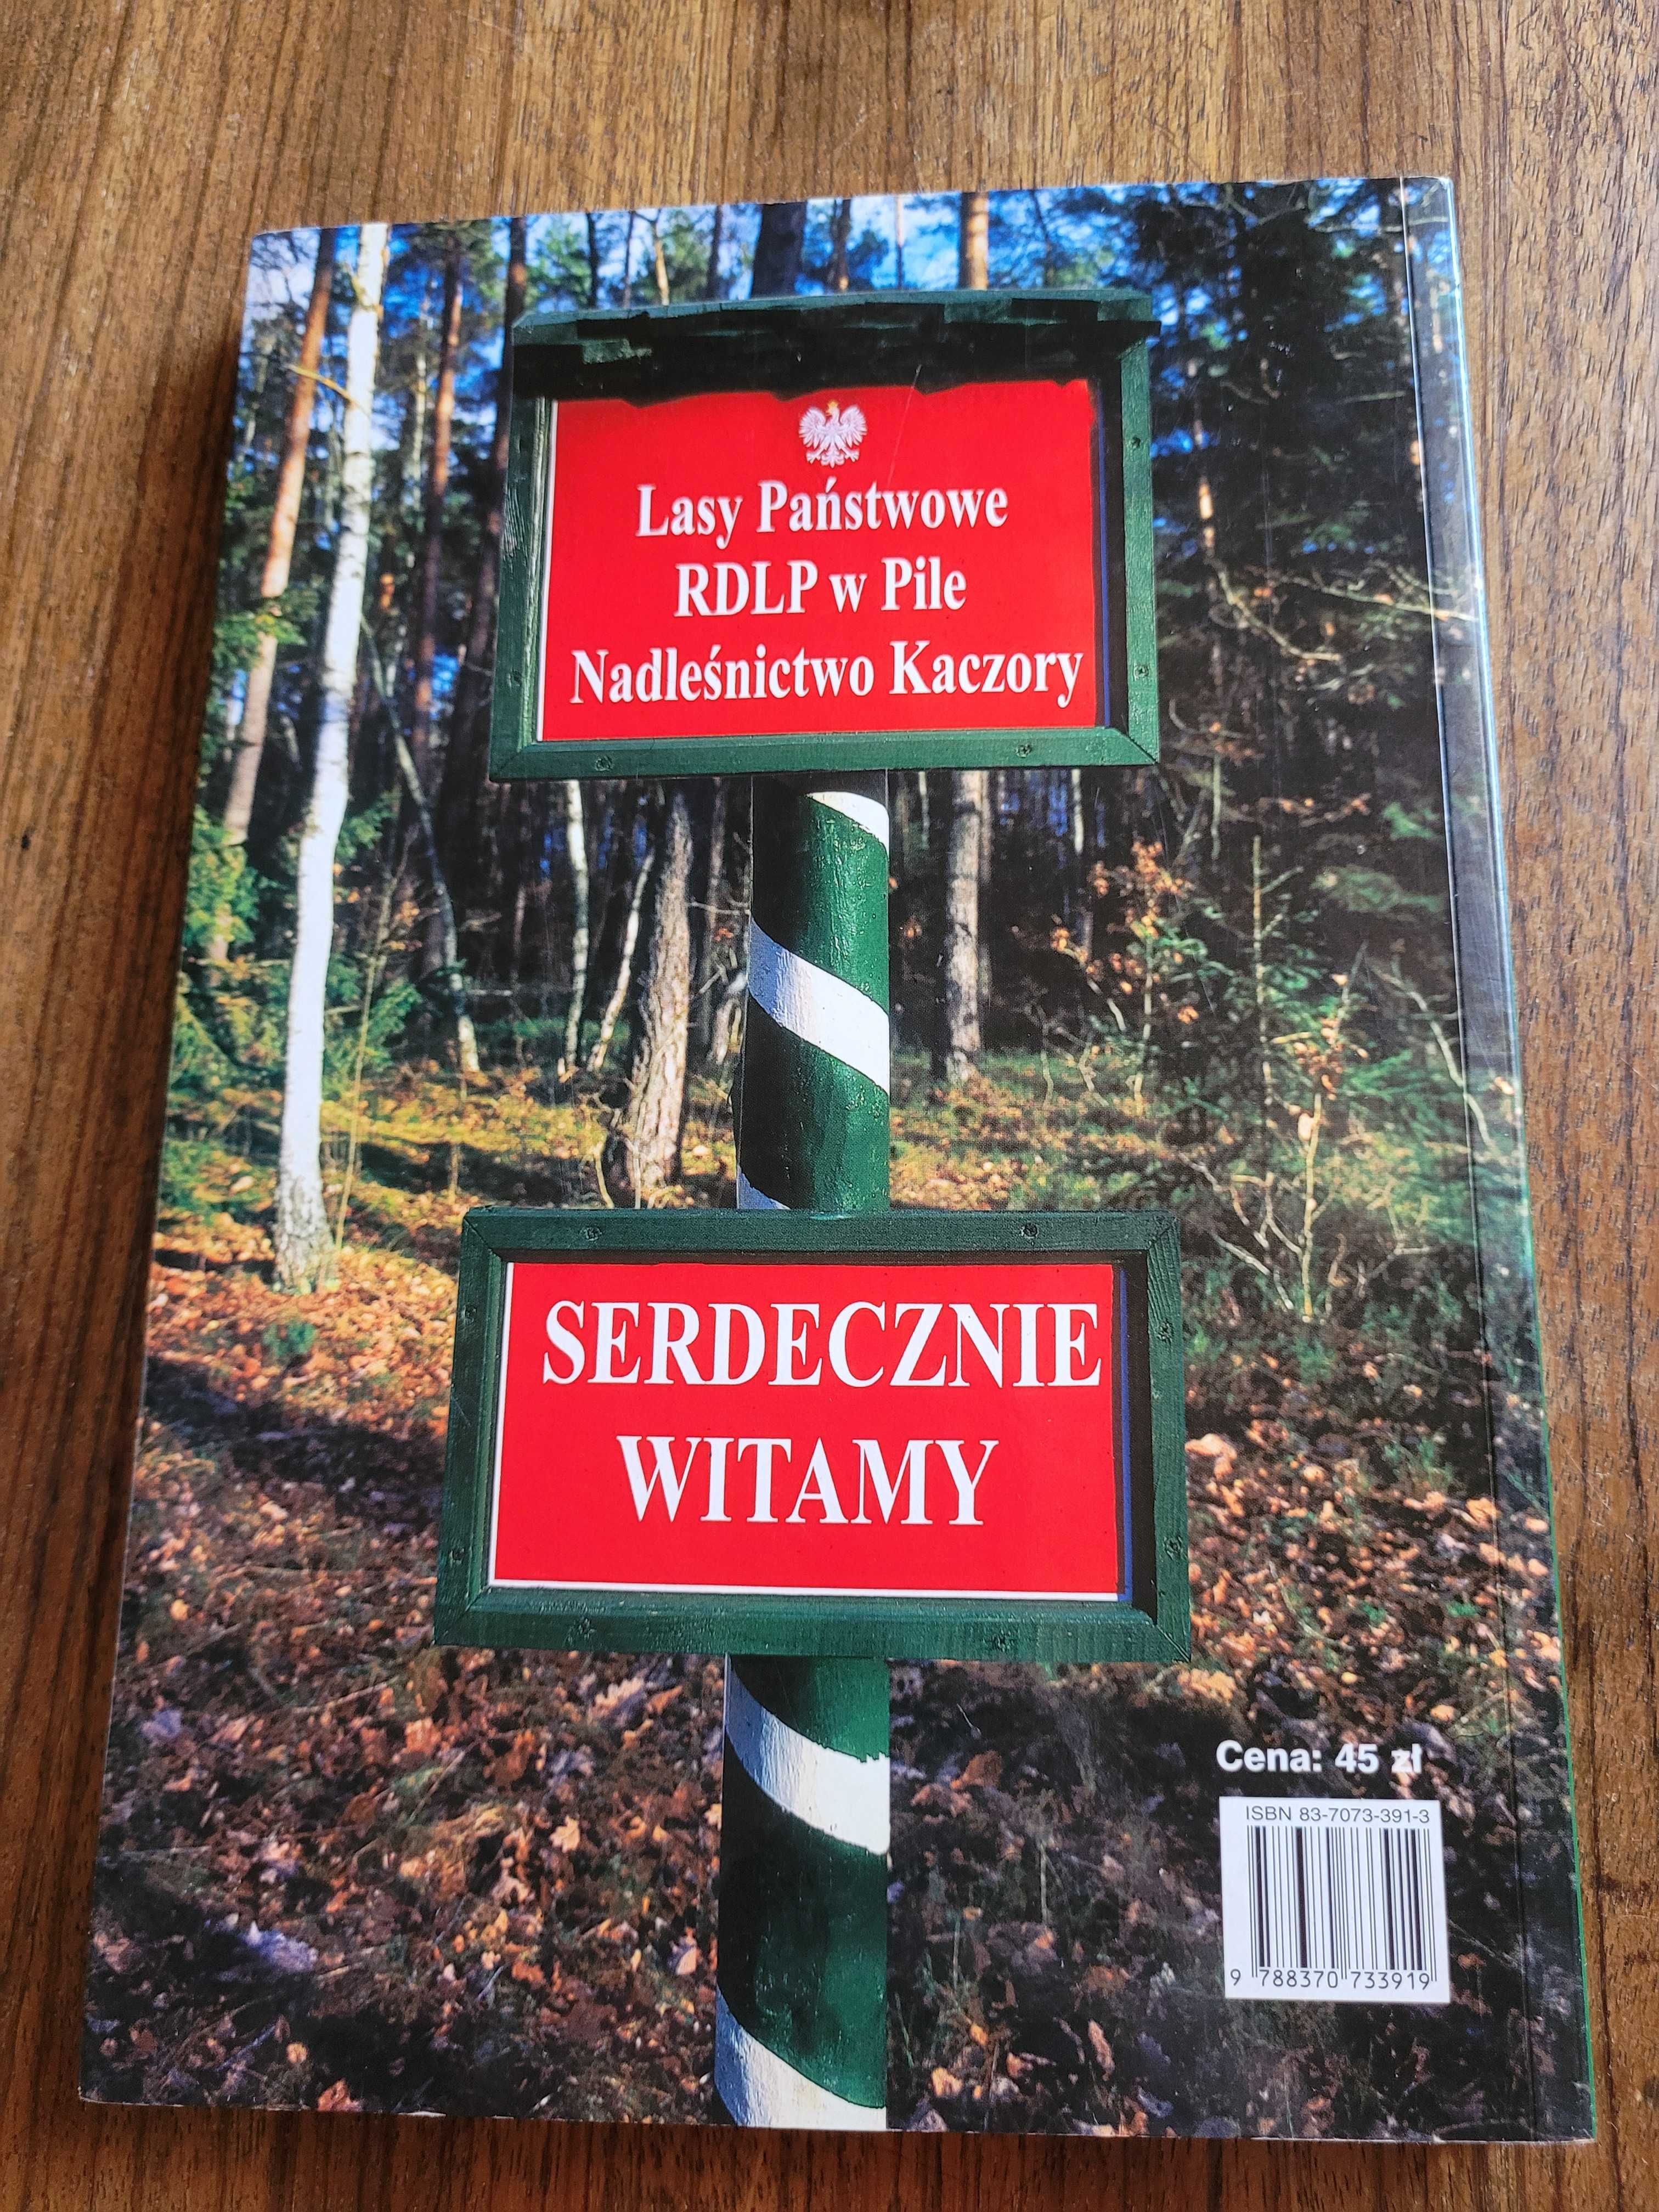 Lasy Państwowe
RDLP w Pile
Nadleśnictwo Kaczory
SERDECZNIE
WITAMY
Cena: 45 zł
ISBN 83-7073-391-3
9 788370 733919